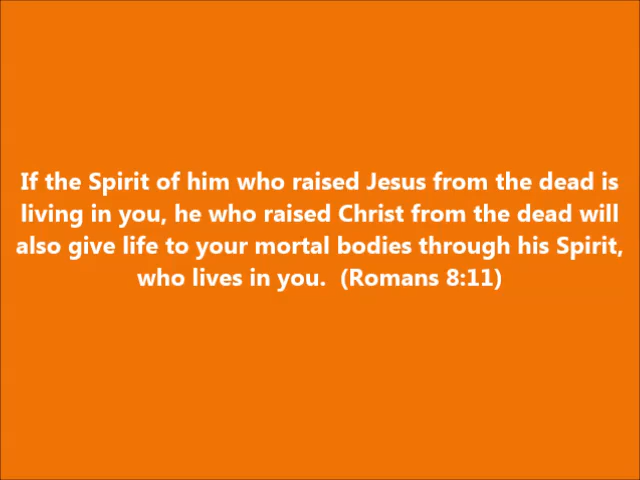 If the Spirit of him who raised Jesus from the dead is
living in you, he who raised Christ from the dead will
also give life to your mortal bodies through his Spirit,
who lives in you.  (Romans 8:11)